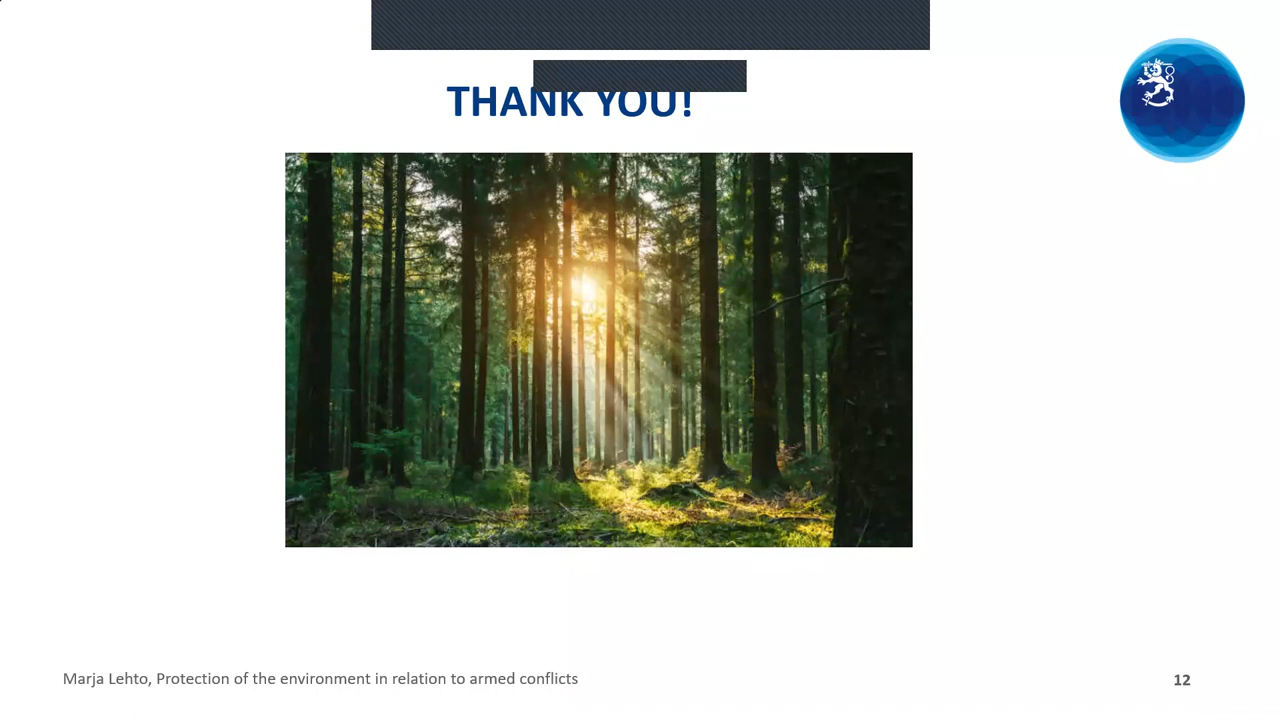 THANK YOU!
Marja Lehto, Protection of the environment in relation to armed conflicts
12